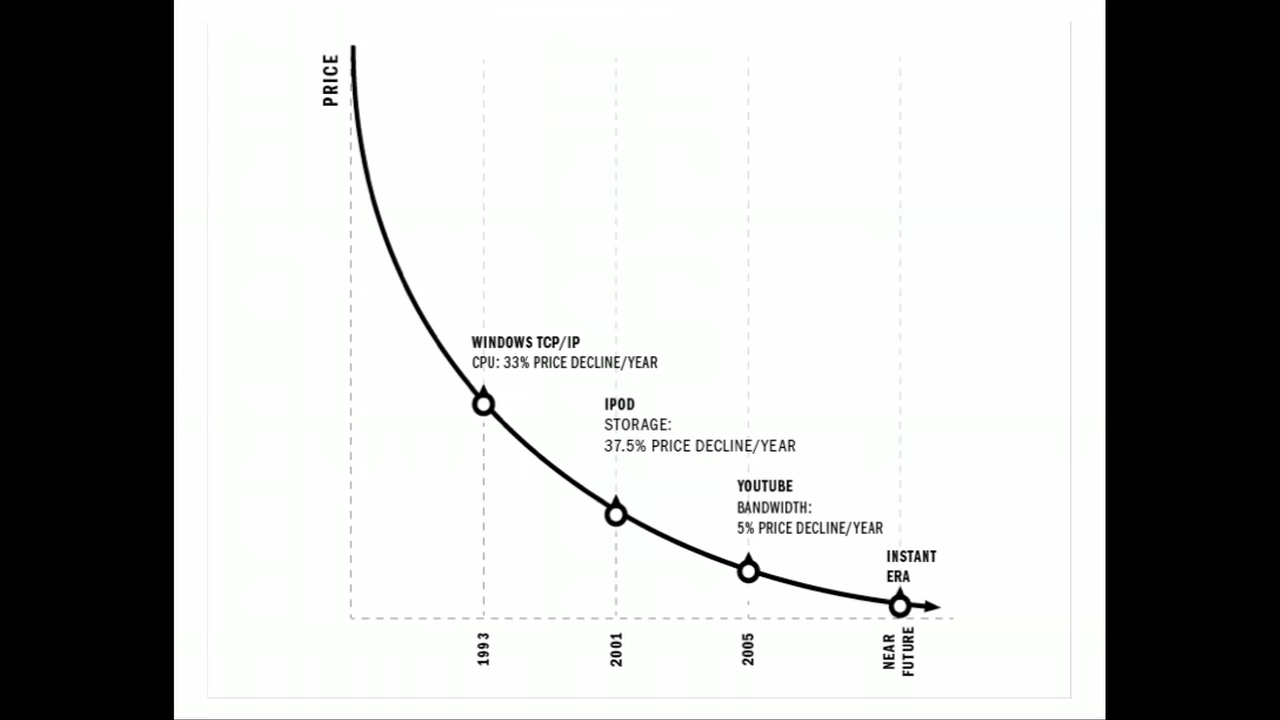 PRICE
WINDOWS TCP/IP
CPU: 33% PRICE DECLINE/YEAR
IPOD
STORAGE:
37.5% PRICE DECLINE/YEAR
YOUTUBE
BANDWIDTH:
5% PRICE DECLINE/YEAR
INSTANT
ERA
1993
2001
2005
NEAR
FUTURE